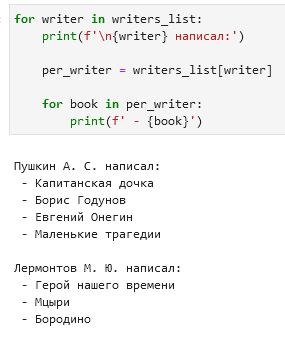 for writer in writers_list:
    print(f'\n{writer} написал:')
    per_writer = writers_list[writer]
    for book in per_writer:
        print(f' - {book}')
Пушкин А. С. написал:
 - Капитанская дочка
 - Борис Годунов
 - Евгений Онегин
 - Маленькие трагедии
Лермонтов М. Ю. написал:
 - Герой нашего времени
 - Мцыри
 - Бородино